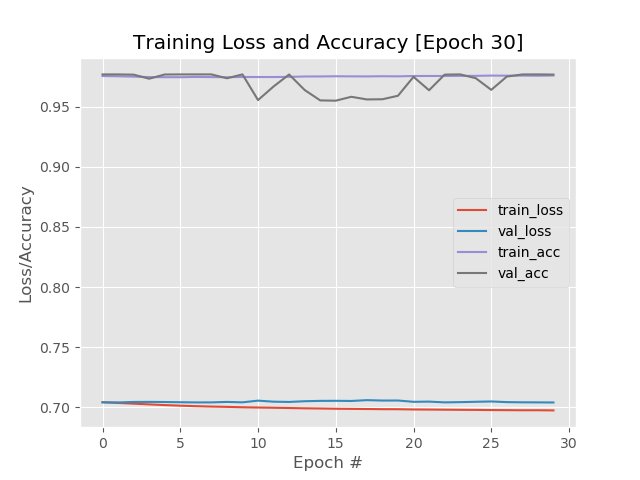 Training Loss and Accuracy [Epoch 30]
Loss/Accuracy
0.95
0.90
0.85
0.80
0.75
0.70
train_loss
val_loss
train_acc
val_acc
0 5 10 15 20 25 30
Epoch #